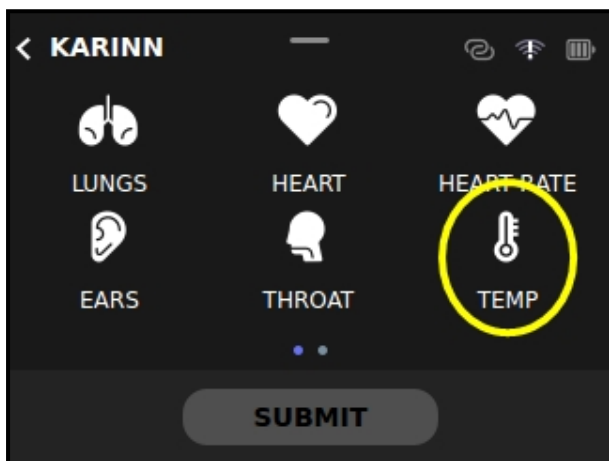 KARINN
LUNGS HEART HEART RATE
EARS THROAT TEMP
SUBMIT